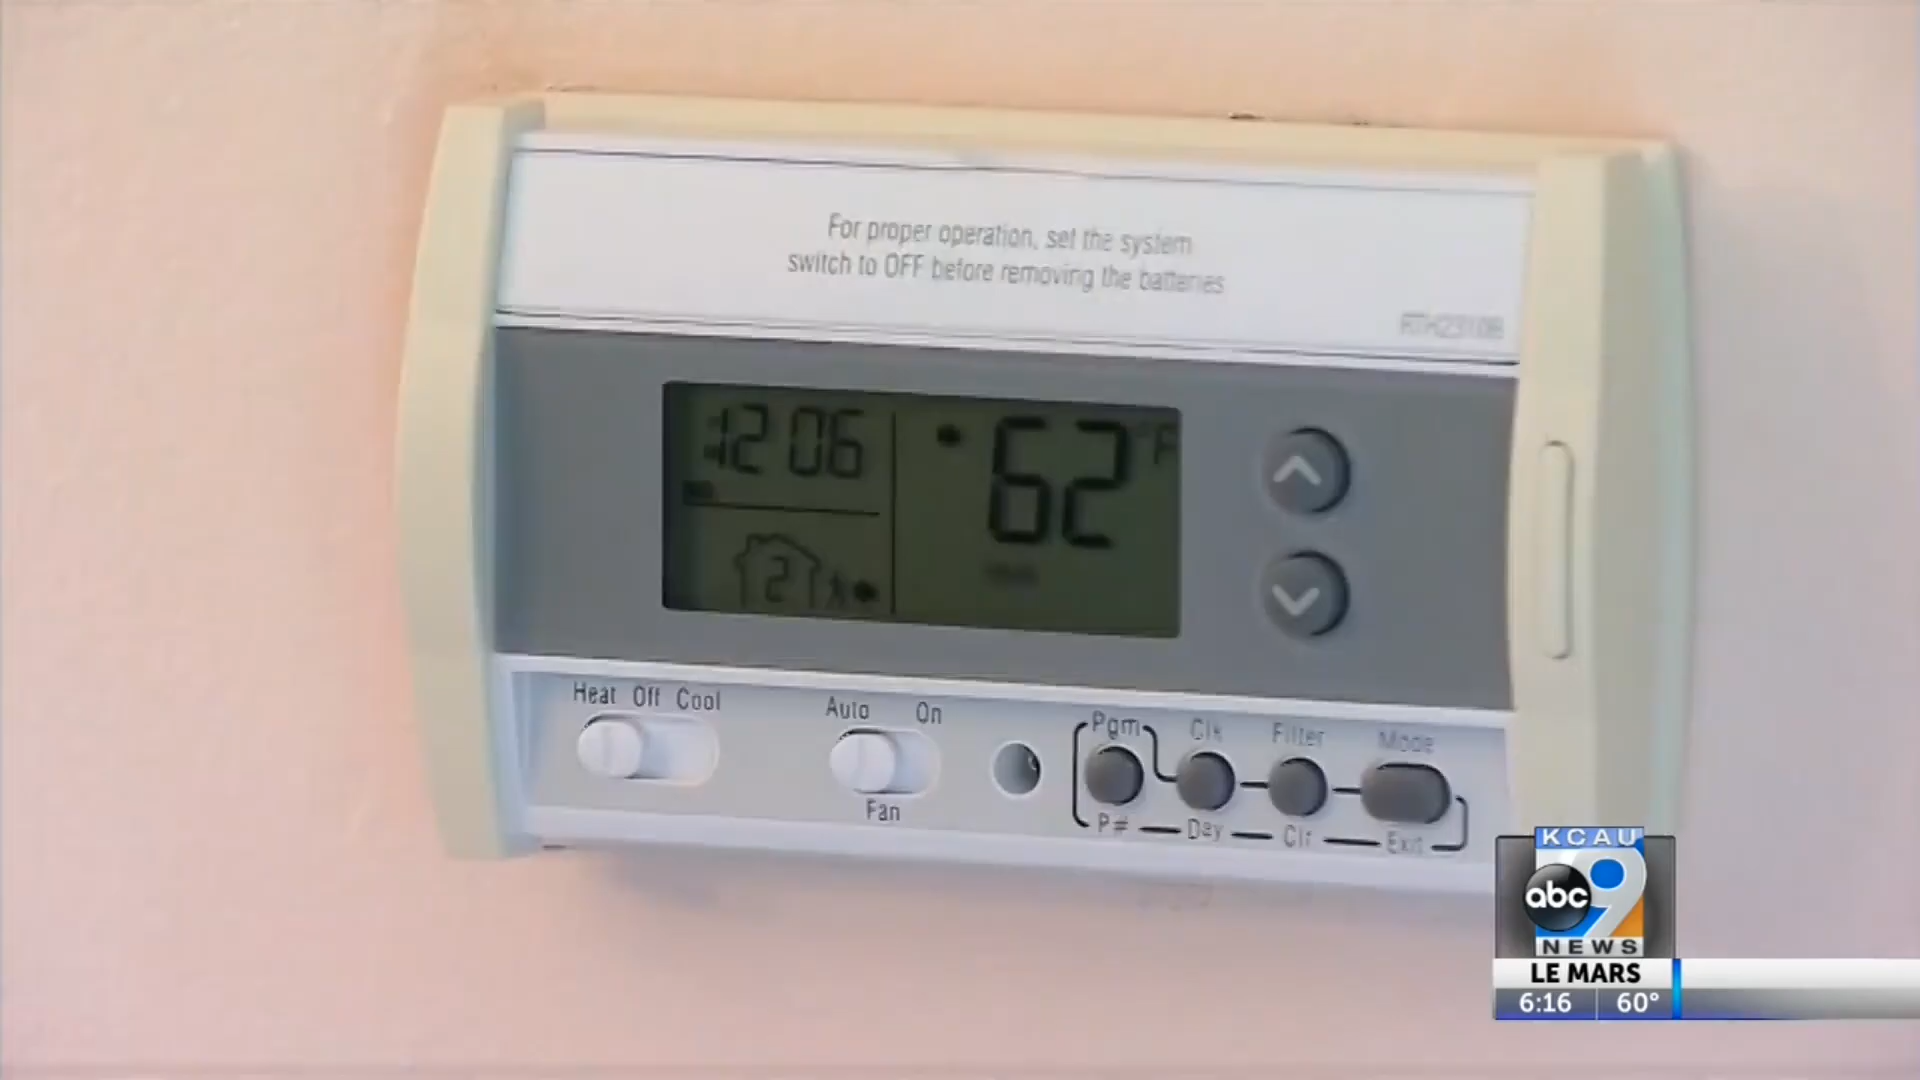 For proper operation, set the system
switch to OFF before removing the batteries
RTH2310B
12 06
62 °F
2
Heat Off Cool
Auto On
Fan
Pgm Clk Filter Mode
P# Day Clr Exit
KCAU
abc 9
NEWS
LE MARS
6:16 60°